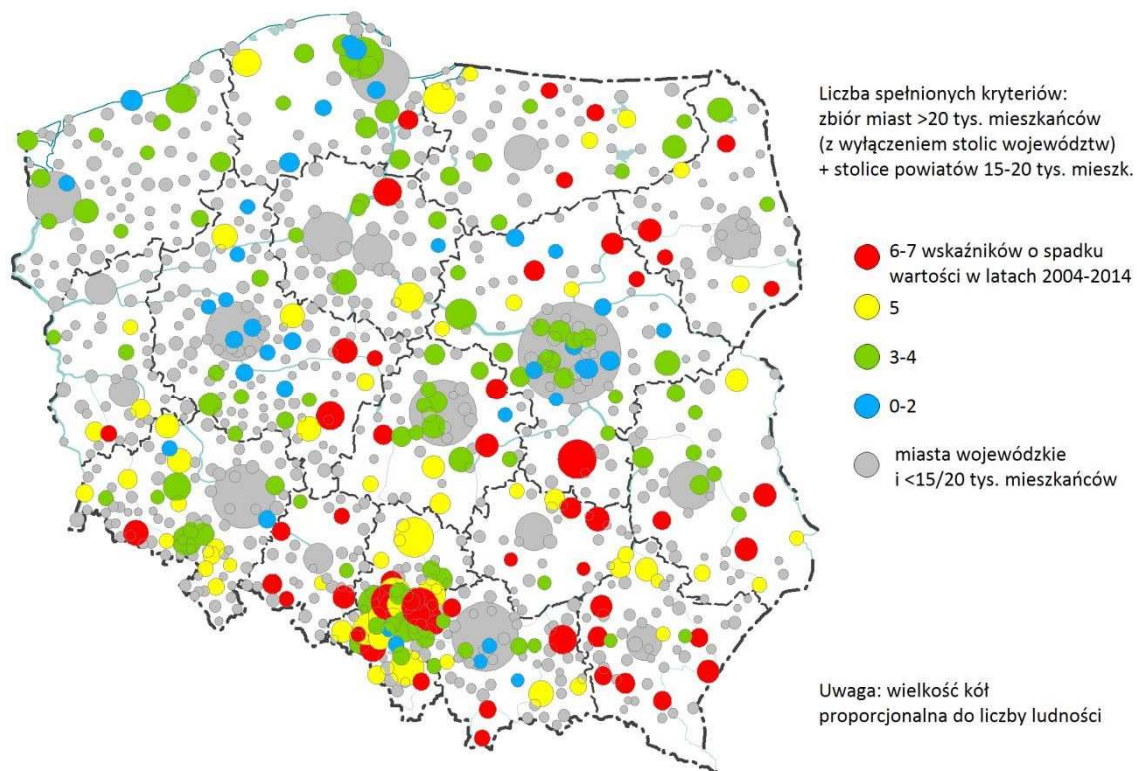 Liczba spełnionych kryteriów:
zbiór miast >20 tys. mieszkańców
(z wyłączeniem stolic województw)
+ stolice powiatów 15-20 tys. mieszk.
6-7 wskaźników o spadku
wartości w latach 2004-2014
5
3-4
0-2
miasta wojewódzkie
i <15/20 tys. mieszkańców
Uwaga: wielkość kół
proporcjonalna do liczby ludności